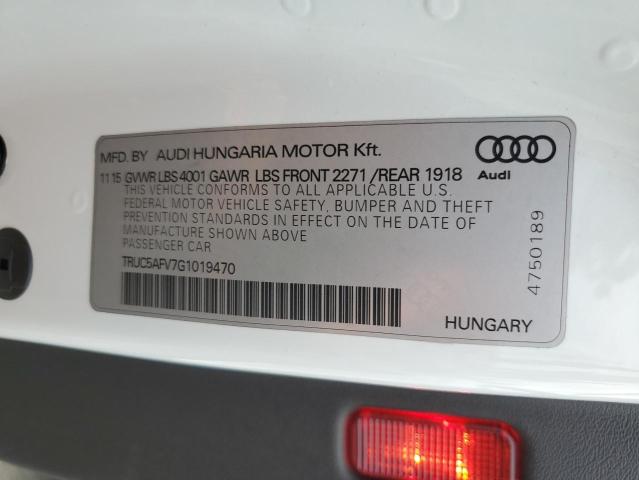 MFD. BY AUDI HUNGARIA MOTOR Kft.
11 15 GVWR LBS 4001 GAWR LBS FRONT 2271 /REAR 1918
THIS VEHICLE CONFORMS TO ALL APPLICABLE U.S.
FEDERAL MOTOR VEHICLE SAFETY, BUMPER AND THEFT
PREVENTION STANDARDS IN EFFECT ON THE DATE OF
MANUFACTURE SHOWN ABOVE
PASSENGER CAR
TRUC5AFV7G1019470
Audi
4750189
HUNGARY